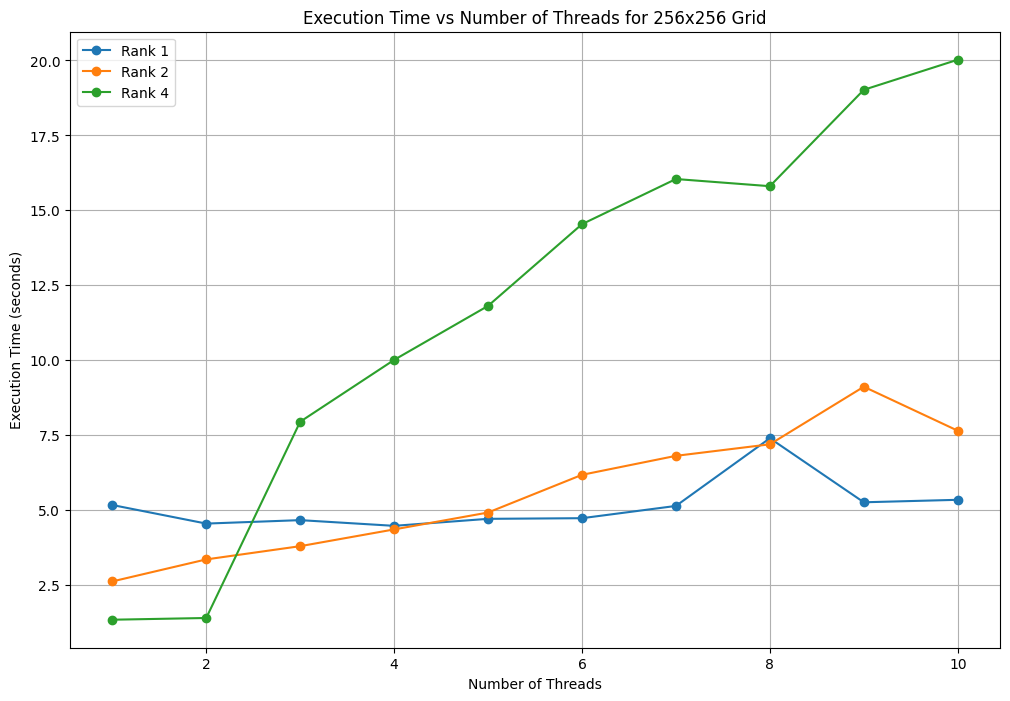 Execution Time vs Number of Threads for 256x256 Grid
Rank 1
Rank 2
Rank 4
Execution Time (seconds)
20.0
17.5
15.0
12.5
10.0
7.5
5.0
2.5
2 4 6 8 10
Number of Threads